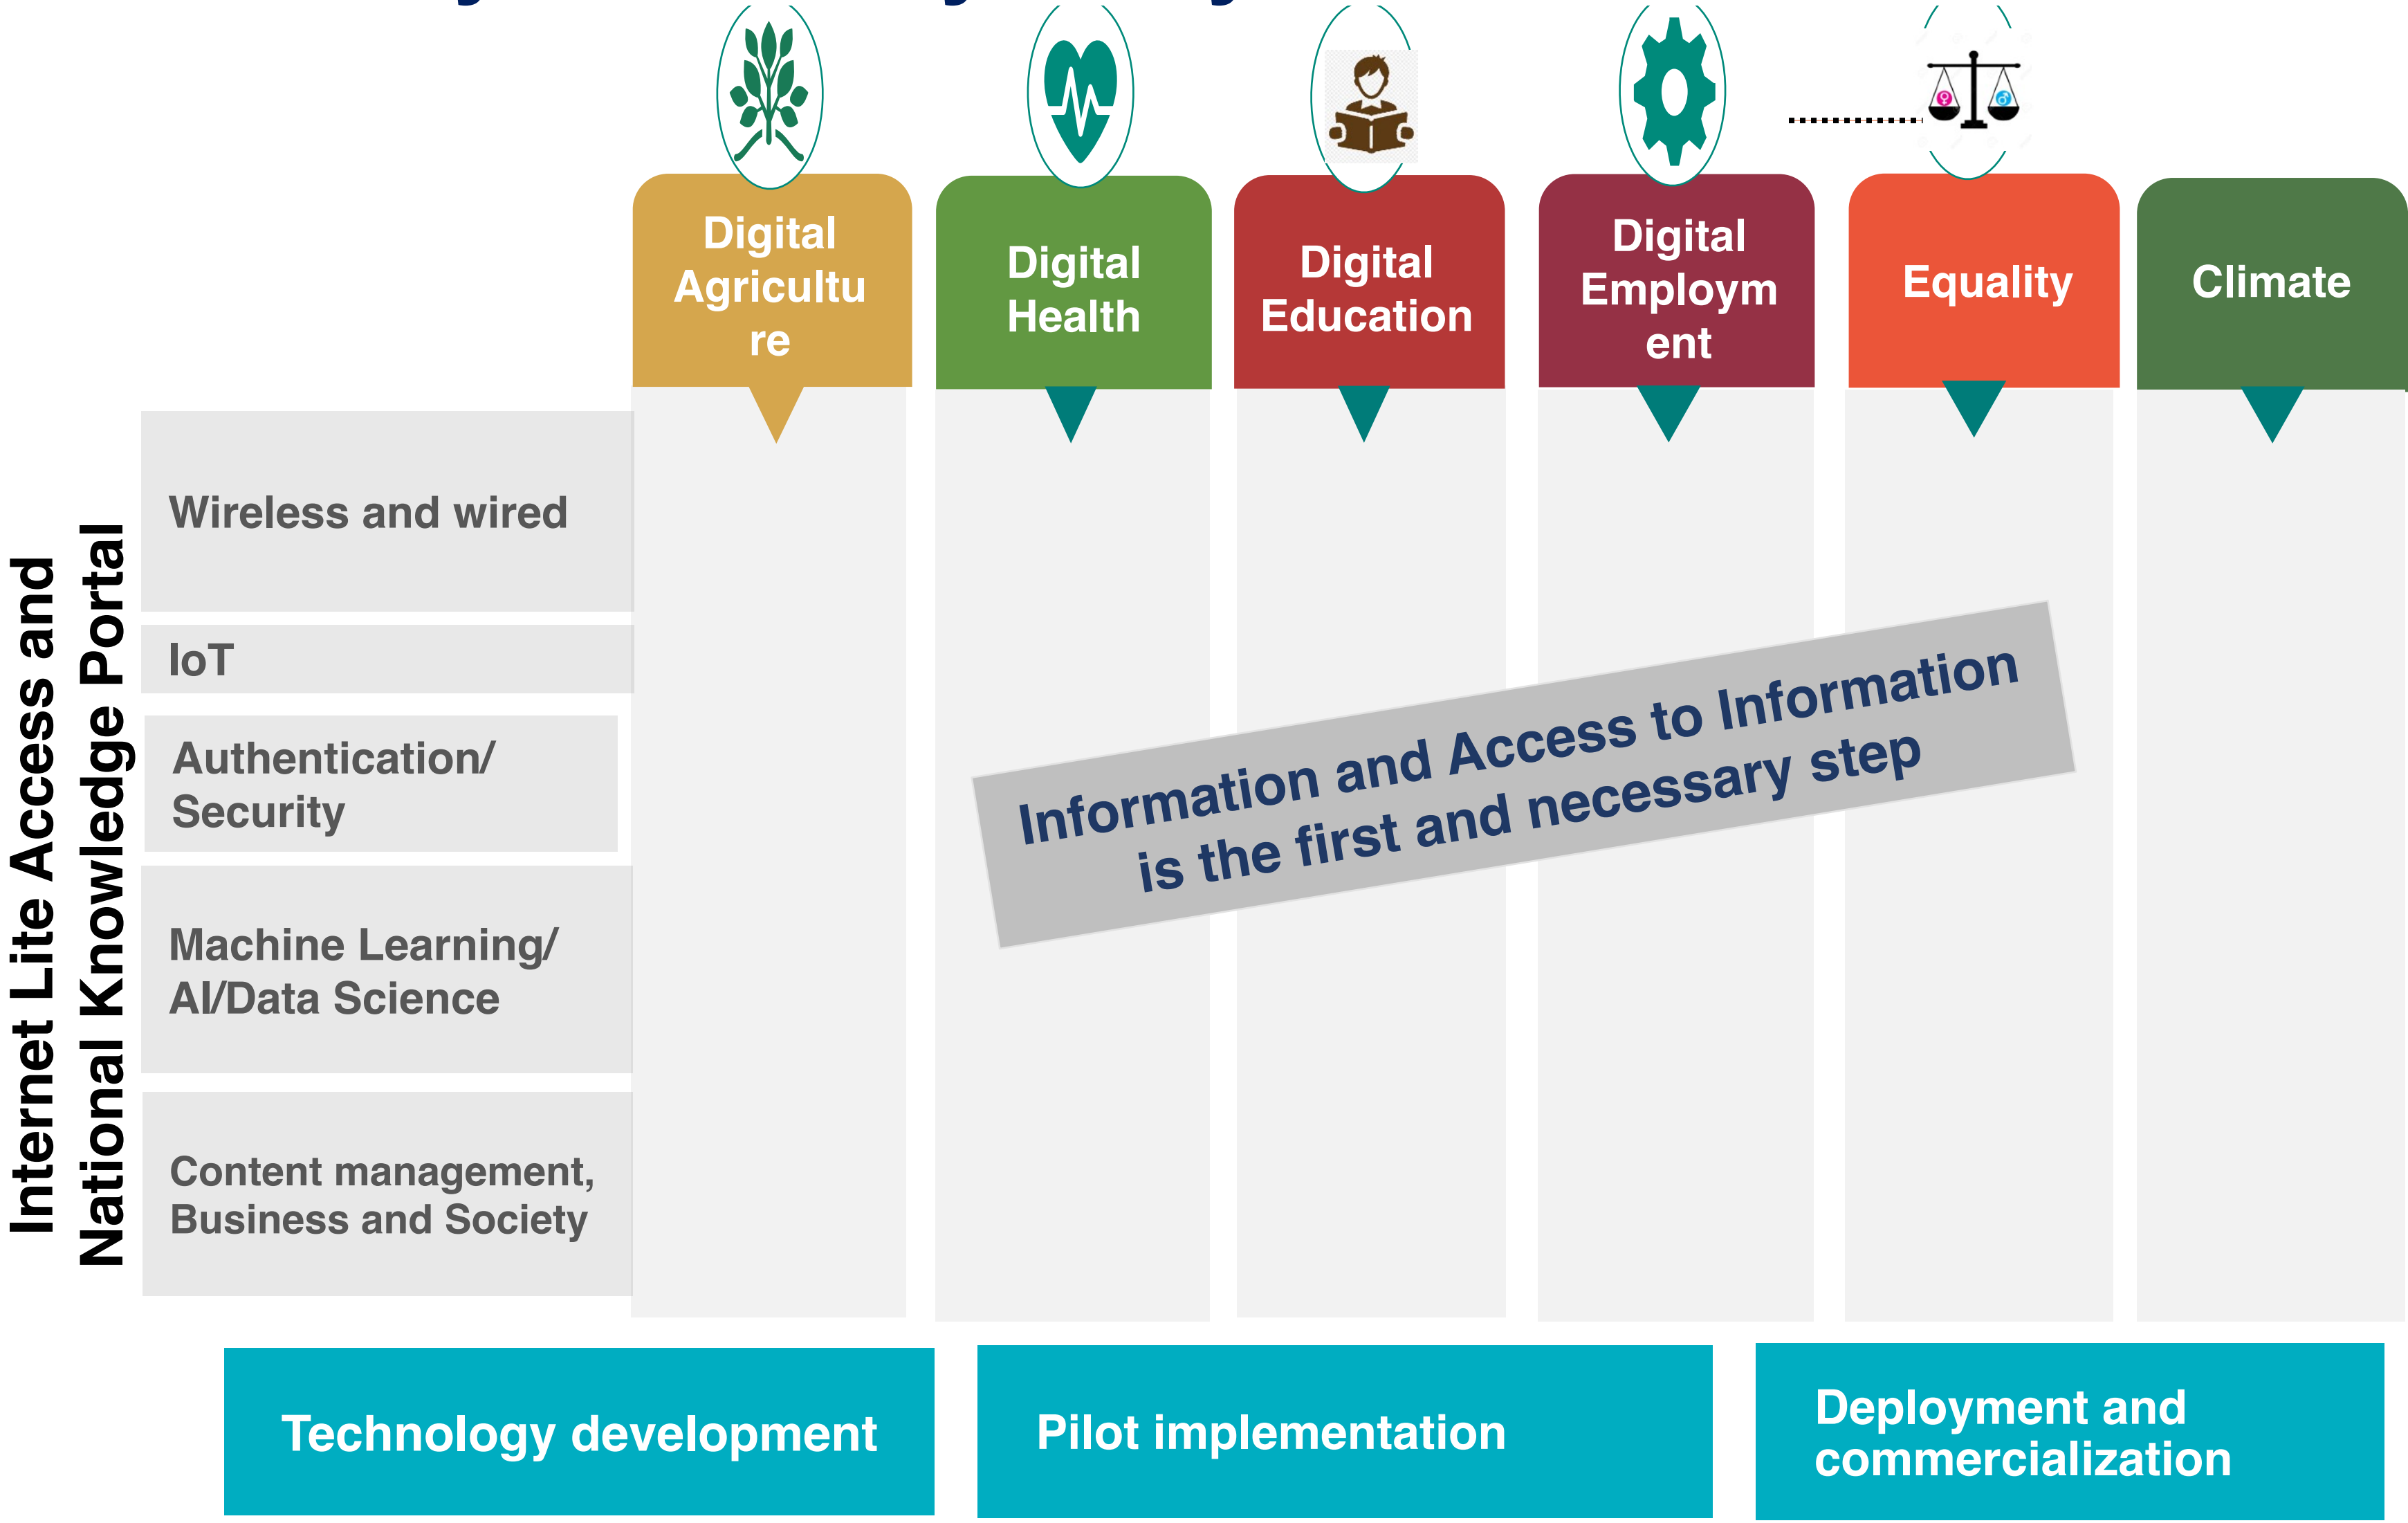 Digital
Agricultu
re
Digital
Health
Digital
Education
Digital
Employm
ent
Equality
Climate
Internet Lite Access and
National Knowledge Portal
Wireless and wired
IoT
Authentication/
Security
Machine Learning/
AI/Data Science
Content management,
Business and Society
Information and Access to Information
is the first and necessary step
Technology development
Pilot implementation
Deployment and
commercialization